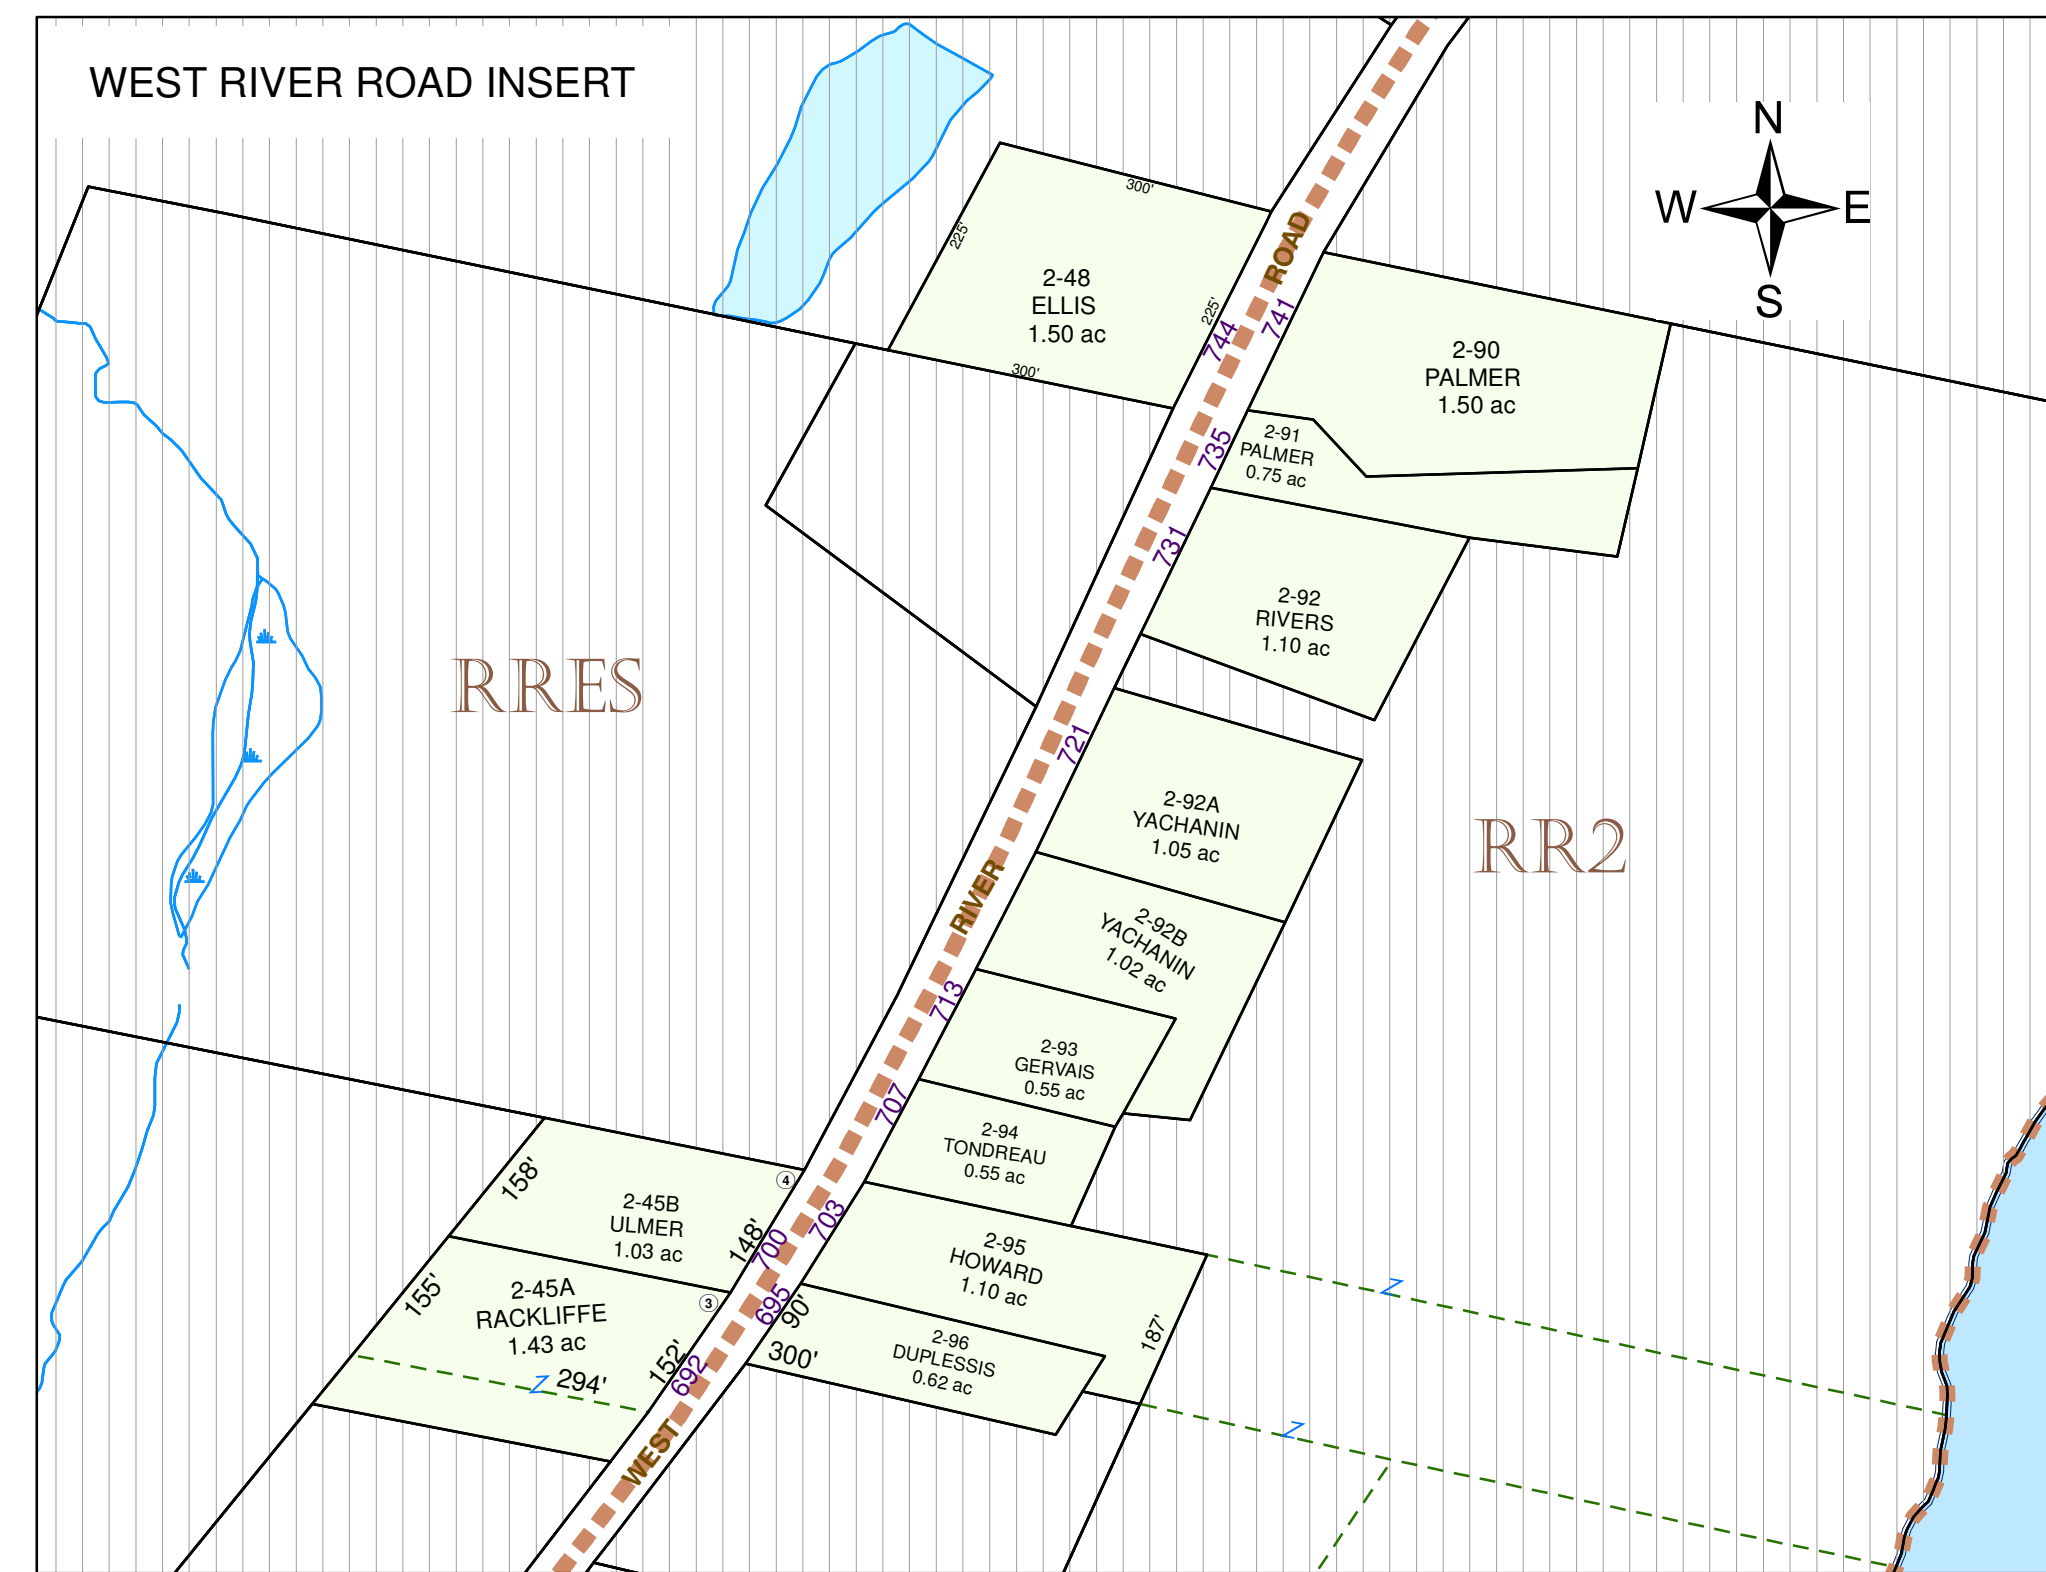 WEST RIVER ROAD INSERT
N
W
E
S
300'
225'
2-48
ELLIS
1.50 ac
225'
300'
744
741
ROAD
2-90
PALMER
1.50 ac
735
2-91
PALMER
0.75 ac
731
2-92
RIVERS
1.10 ac
RRES
721
2-92A
YACHANIN
1.05 ac
RR2
RIVER
2-92B
YACHANIN
1.02 ac
713
2-93
GERVAIS
0.55 ac
707
2-94
TONDREAU
0.55 ac
158'
4
2-45B
ULMER
1.03 ac
148'
700
703
2-95
HOWARD
1.10 ac
Z
155'
2-45A
RACKLIFFE
1.43 ac
3
695
90'
187'
2-96
DUPLESSIS
0.62 ac
300'
152'
692
Z
294'
Z
WEST